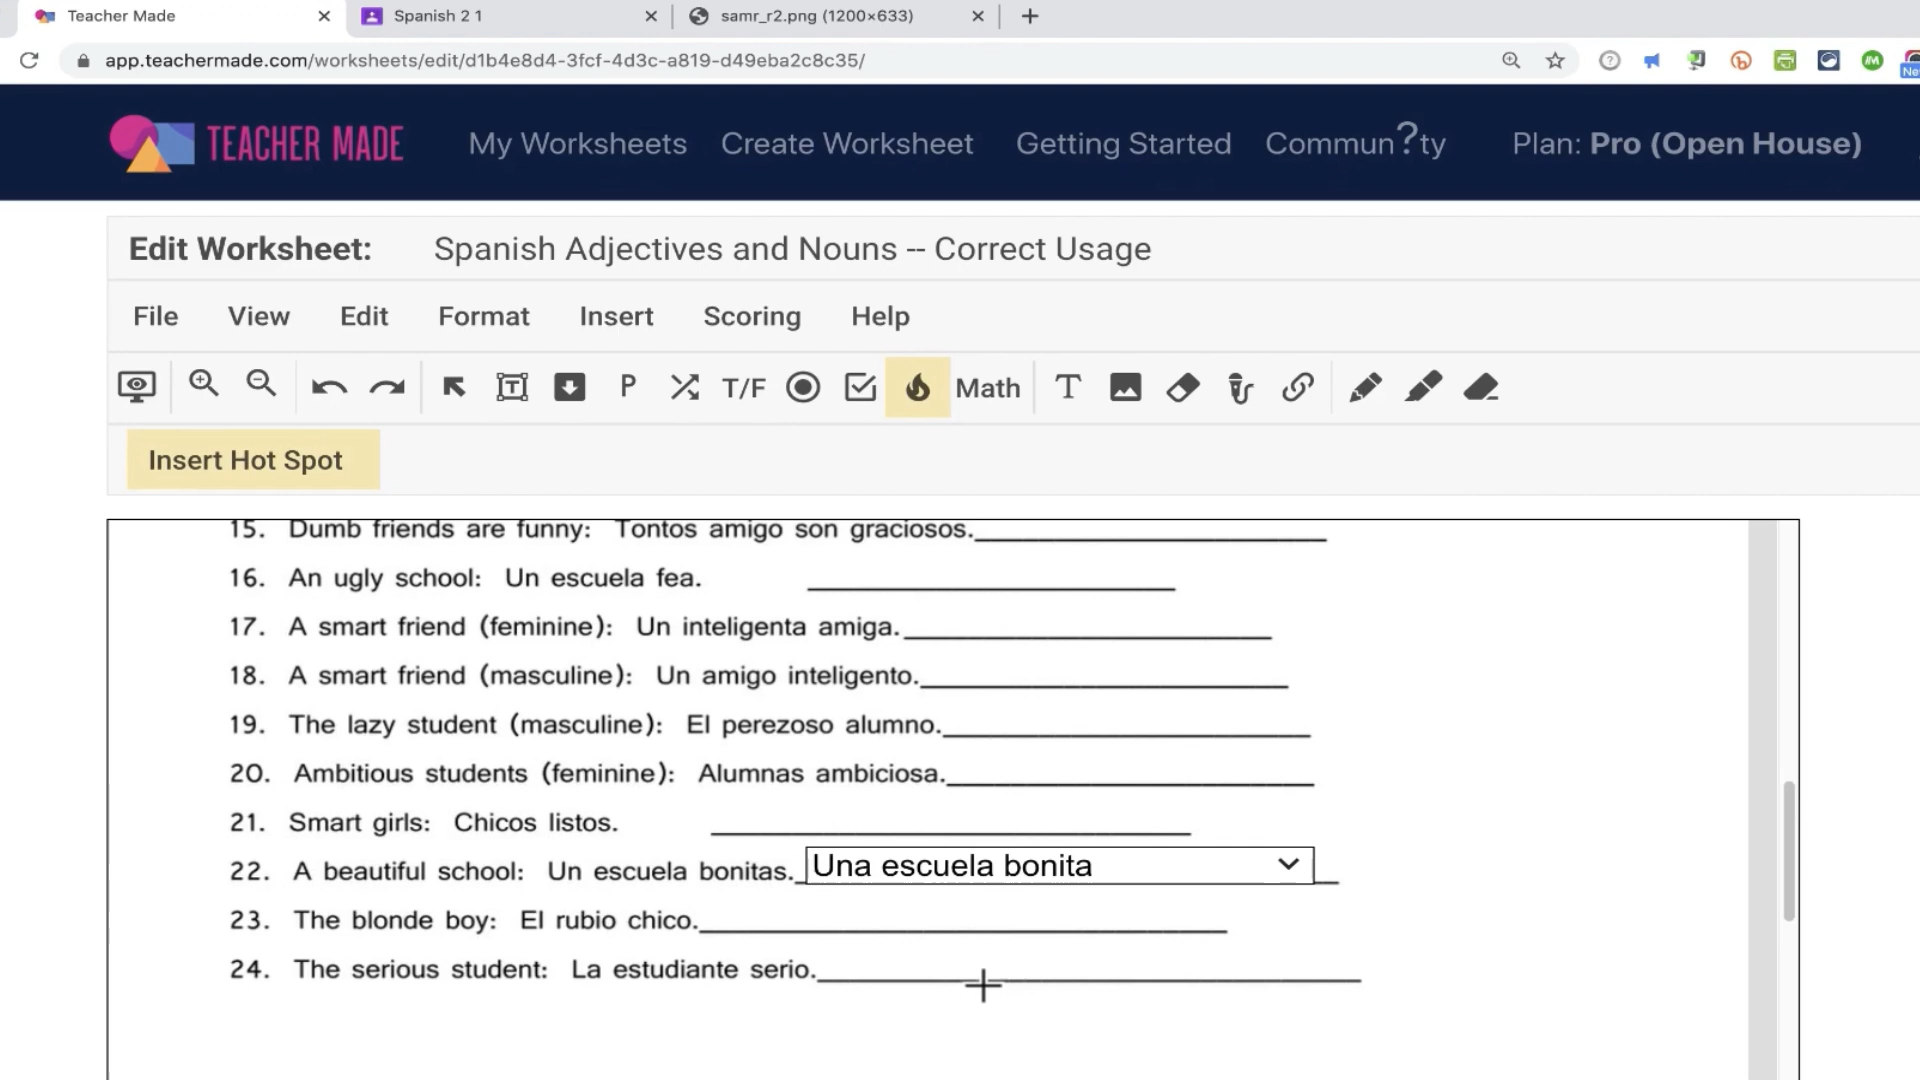 Teacher Made
Spanish 2 1
samr_r2.png (1200×633)
app.teachermade.com/worksheets/edit/d1b4e8d4-3fcf-4d3c-a819-d49eba2c8c35/
Ne
TEACHER MADE
My Worksheets
Create Worksheet
Getting Started
Commun?ty
Plan: Pro (Open House)
Edit Worksheet: Spanish Adjectives and Nouns -- Correct Usage
File View Edit Format Insert Scoring Help
T P T/F Math T
Insert Hot Spot
15. Dumb friends are funny: Tontos amigo son graciosos.
16. An ugly school: Un escuela fea.
17. A smart friend (feminine): Un inteligenta amiga.
18. A smart friend (masculine): Un amigo inteligento.
19. The lazy student (masculine): El perezoso alumno.
20. Ambitious students (feminine): Alumnas ambiciosa.
21. Smart girls: Chicos listos.
22. A beautiful school: Un escuela bonitas. Una escuela bonita
23. The blonde boy: El rubio chico.
24. The serious student: La estudiante serio.